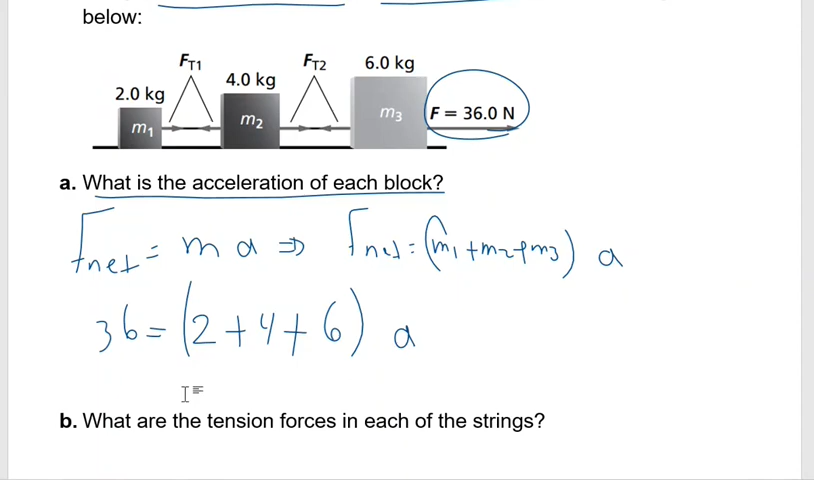 below:
FT1 FT2 6.0 kg
4.0 kg
2.0 kg
m1 m2 m3 F = 36.0 N
a. What is the acceleration of each block?
Fnet = m a ⇒ Fnet = (m1+m2+m3) a
36 = (2+4+6) a
b. What are the tension forces in each of the strings?